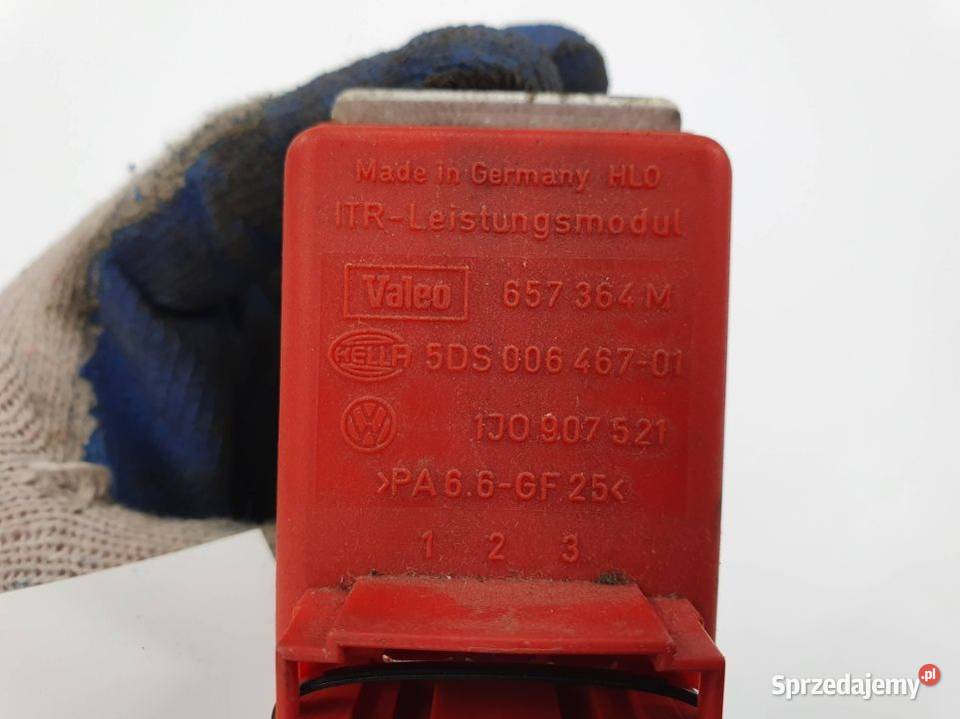 Made in Germany HLO
ITR-Leistungsmodul
Valeo 657 364 M
HELLA 5DS 006 467-01
VW 1J0 907 521
>PA 6.6-GF 25<
1 2 3
Sprzedajemy.pl